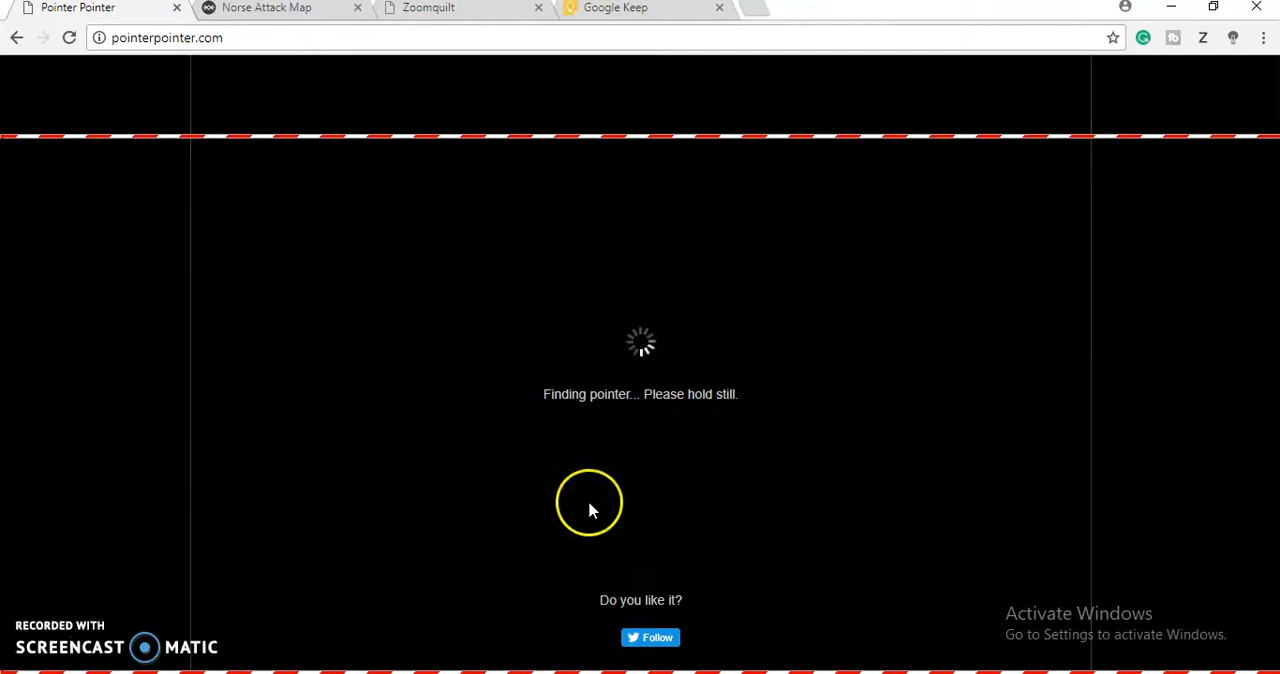 Pointer Pointer
Norse Attack Map
Zoomquilt
Google Keep
pointerpointer.com
Z
Finding pointer... Please hold still.
Do you like it?
Follow
Activate Windows
Go to Settings to activate Windows.
RECORDED WITH
SCREENCAST MATIC